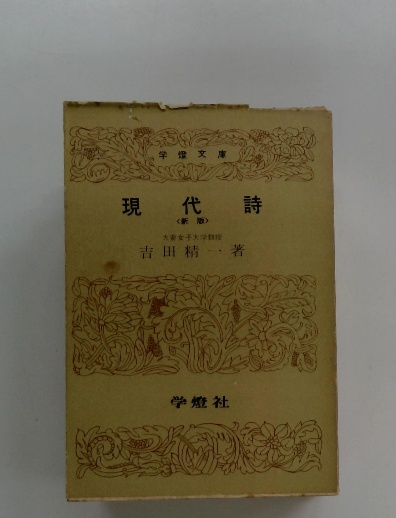 学燈文庫
現代詩
〈新版〉
大妻女子大学教授
吉田精一著
学燈社